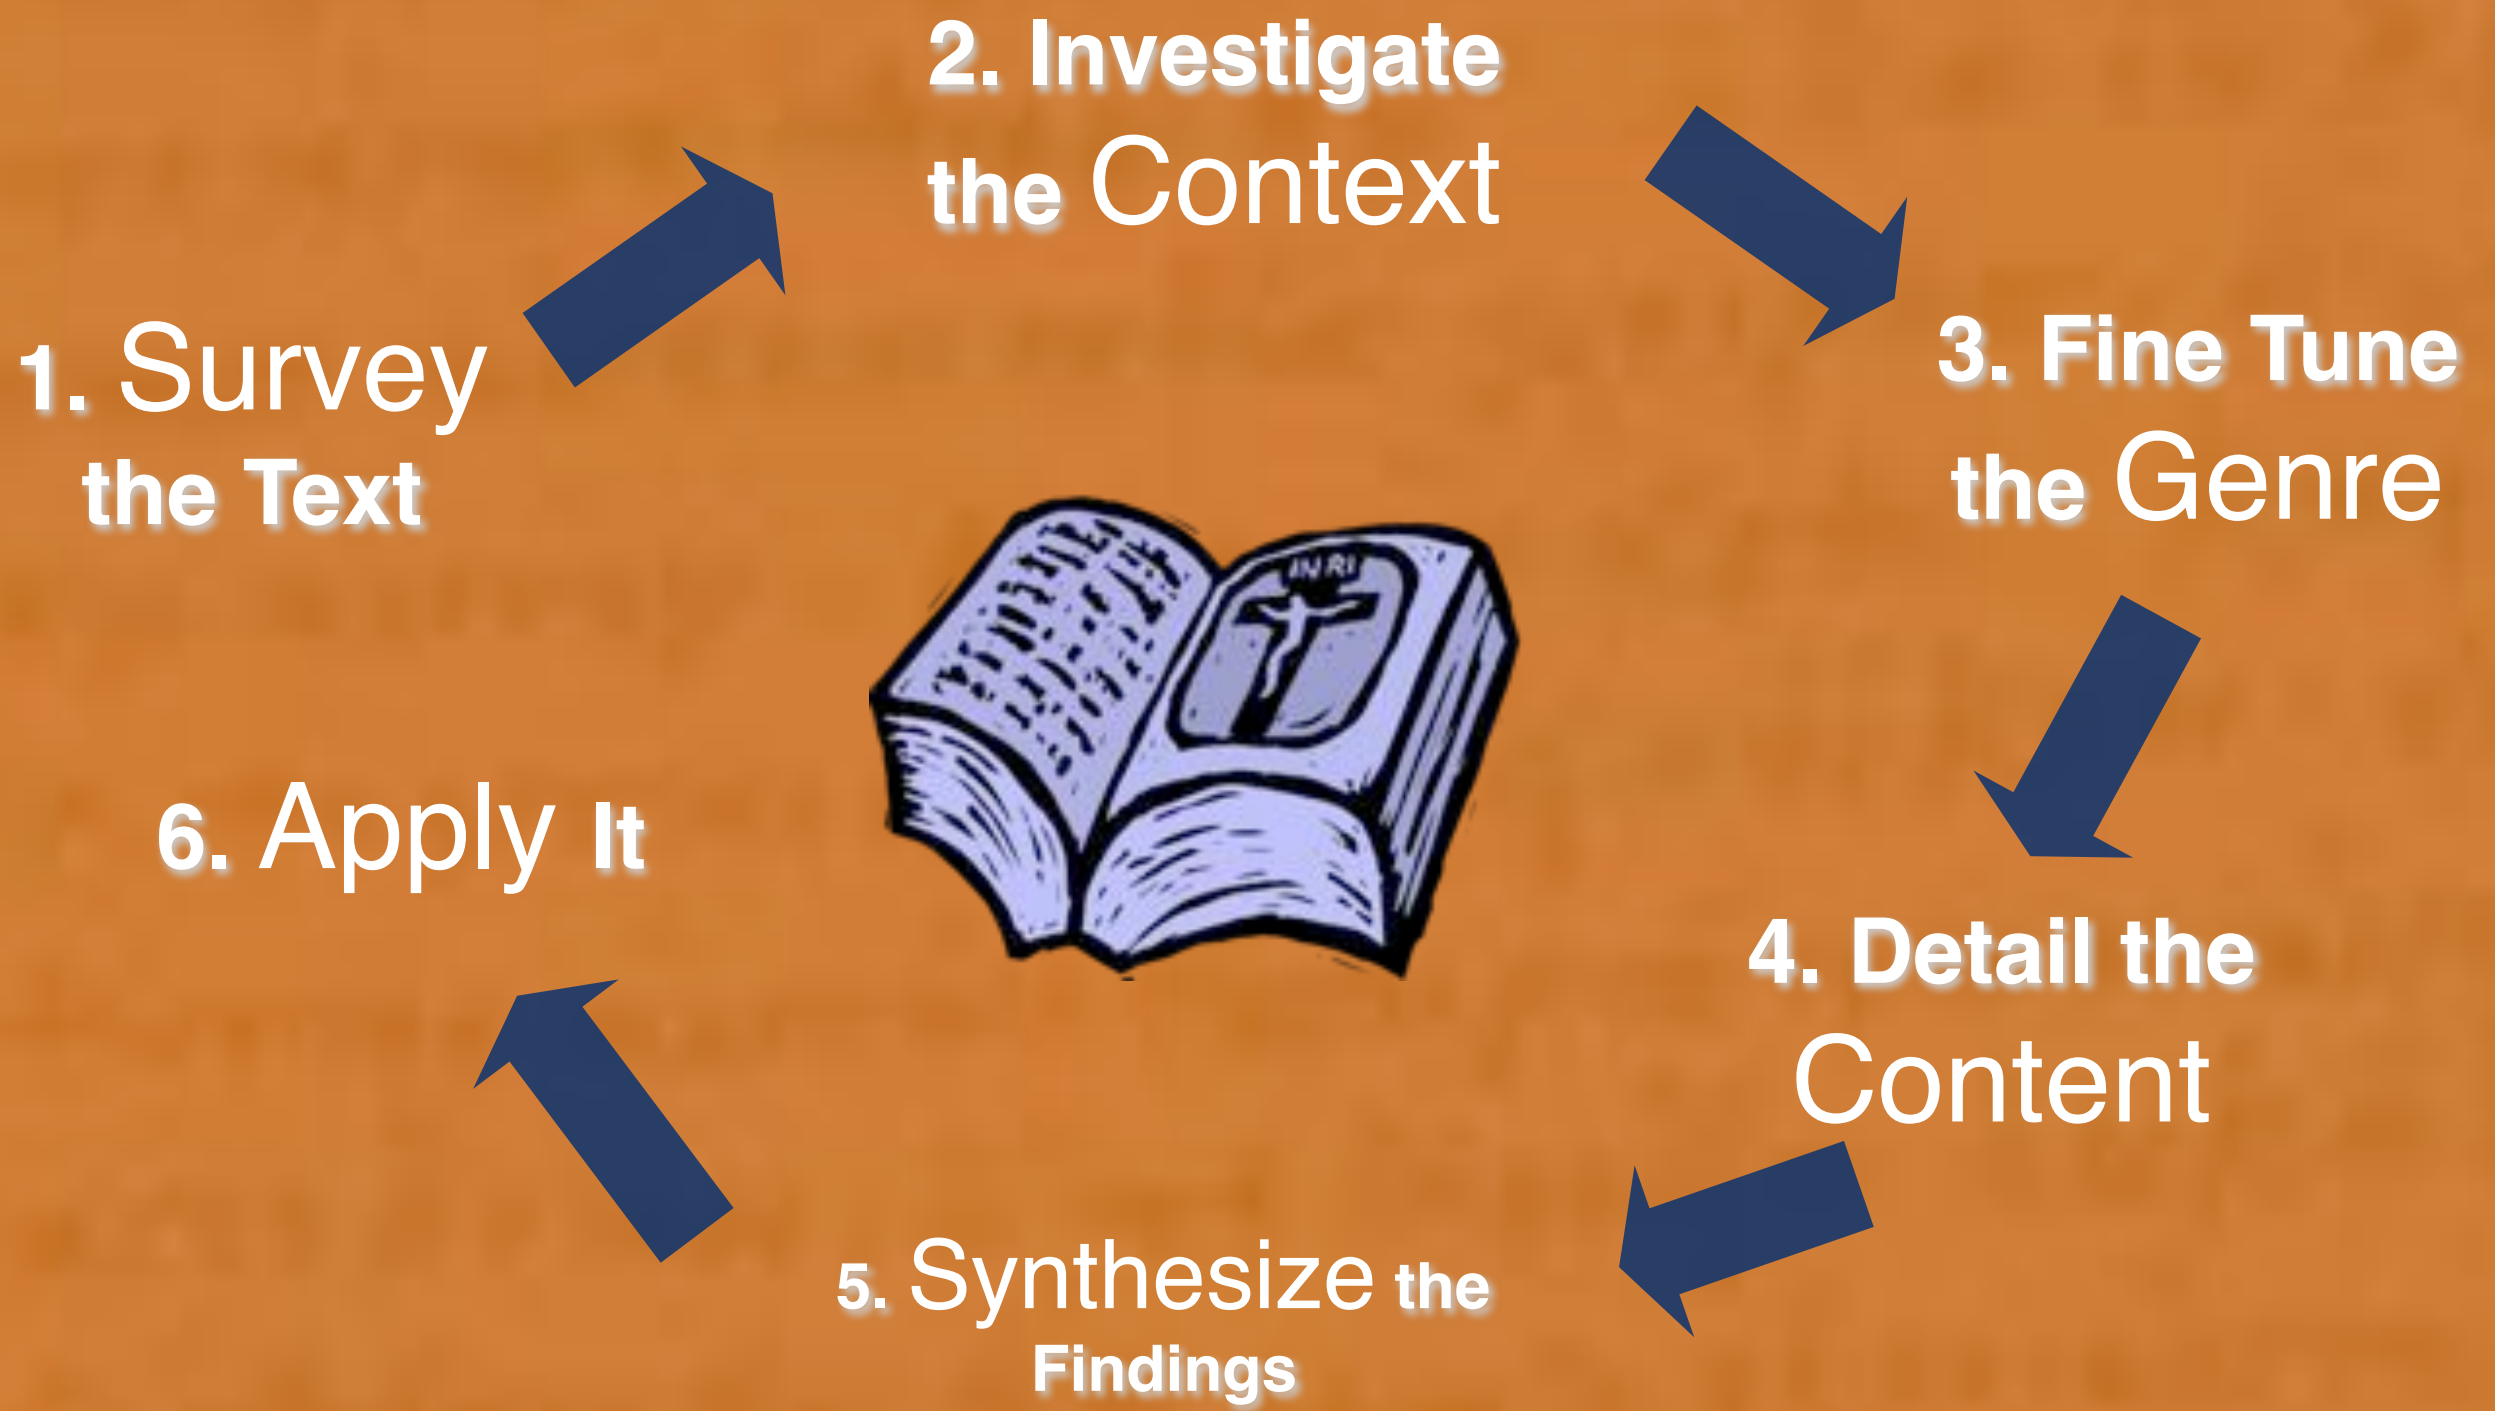 1. Survey
the Text
2. Investigate
the Context
3. Fine Tune
the Genre
4. Detail the
Content
5. Synthesize the
Findings
6. Apply It
INRI